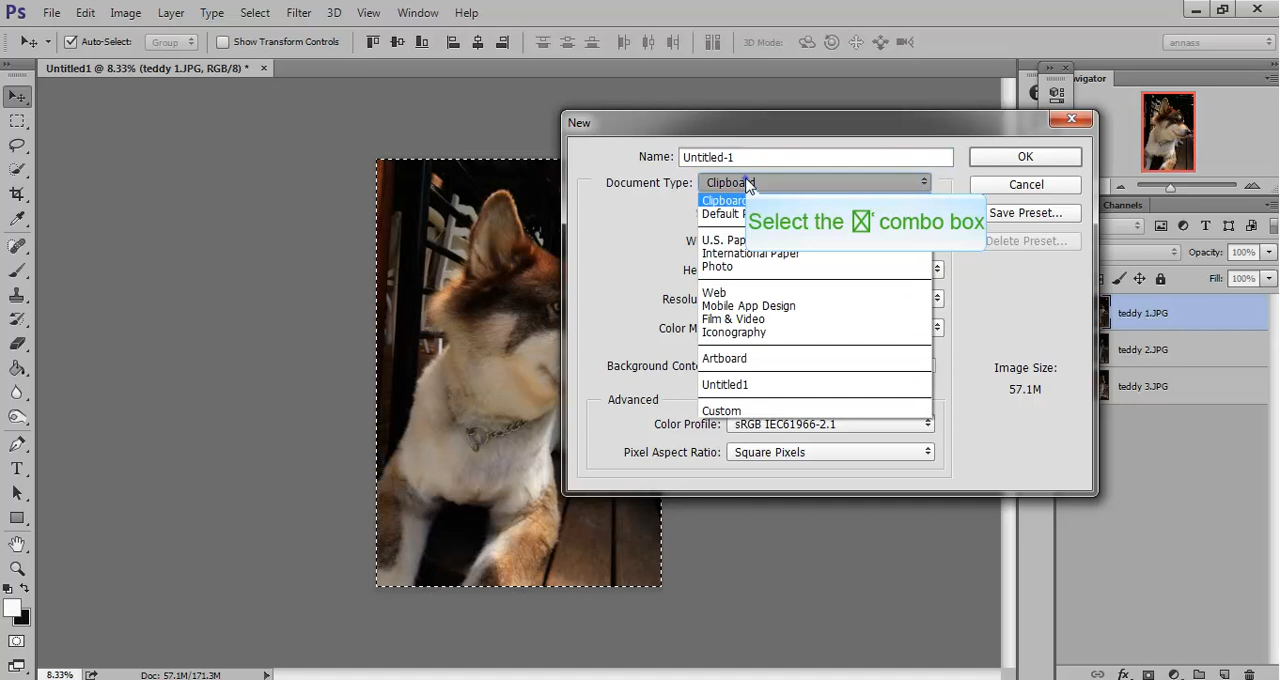 Ps File Edit Image Layer Type Select Filter 3D View Window Help
Auto-Select: Group Show Transform Controls 3D Mode: annass
Untitled1 @ 8.33% (teddy 1.JPG, RGB/8) *
New
Name: Untitled-1 OK
Document Type: Clipboard Cancel
Clipboard
Default
Select the combo box
Save Preset...
U.S. Delete Preset...
International Paper
Photo
Web
Mobile App Design
Film & Video
Iconography
Artboard
Untitled1
Custom
Background
Advanced
Color Profile: sRGB IEC61966-2.1
Pixel Aspect Ratio: Square Pixels
Image Size:
57.1M
Channels
Opacity: 100%
Fill: 100%
teddy 1.JPG
teddy 2.JPG
teddy 3.JPG
8.33% Doc: 57.1M/171.3M